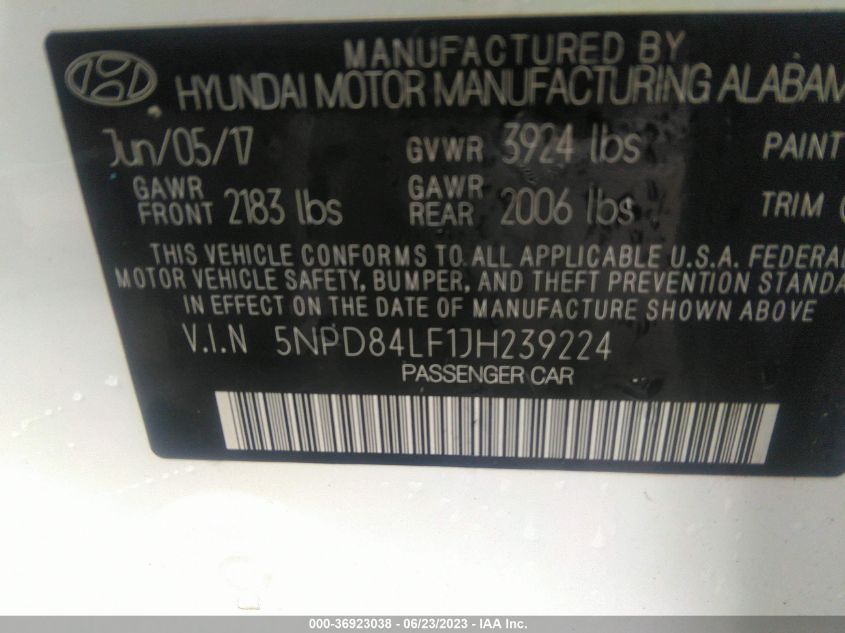 MANUFACTURED BY
HYUNDAI MOTOR MANUFACTURING ALABAM
Jun/05/17 GVWR 3924 lbs PAINT
GAWR FRONT 2183 lbs GAWR REAR 2006 lbs TRIM
THIS VEHICLE CONFORMS TO ALL APPLICABLE U.S.A. FEDERAL
MOTOR VEHICLE SAFETY, BUMPER, AND THEFT PREVENTION STANDA
IN EFFECT ON THE DATE OF MANUFACTURE SHOWN ABOVE
V.I.N 5NPD84LF1JH239224
PASSENGER CAR
000-36923038 - 06/23/2023 - IAA Inc.